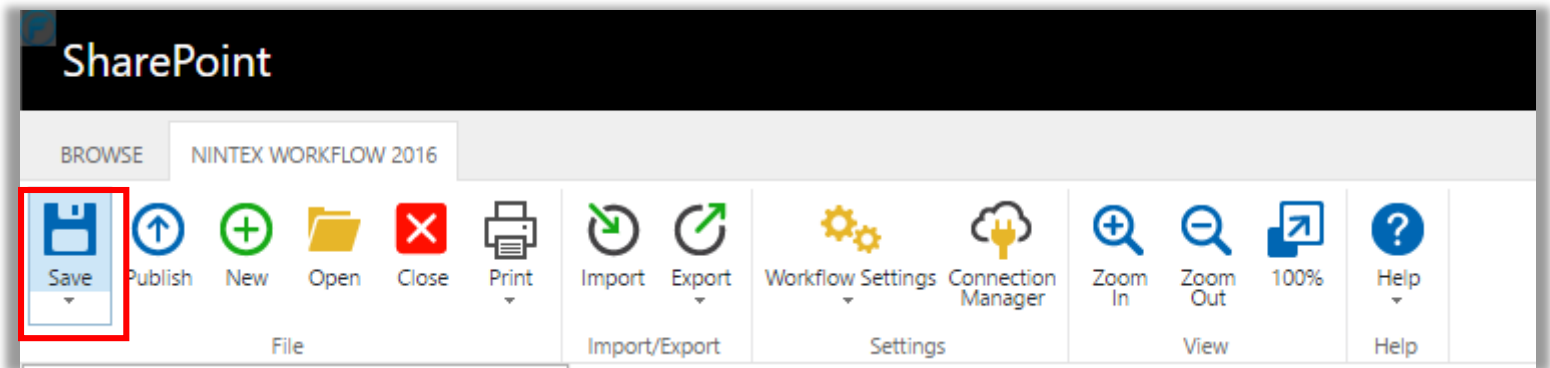 SharePoint
BROWSE NINTEX WORKFLOW 2016
Save Publish New Open Close Print Import Export Workflow Settings Connection Manager Zoom In Zoom Out 100% Help
File Import/Export Settings View Help